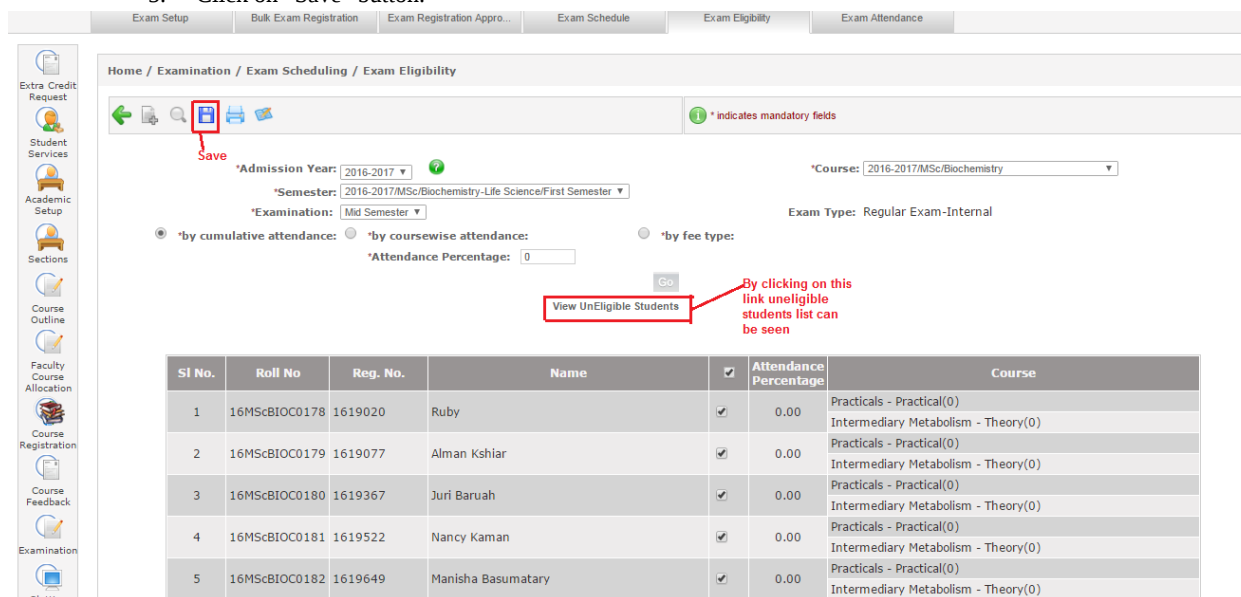 Click on "Save" button.
Exam Setup Bulk Exam Registration Exam Registration Appro... Exam Schedule Exam Eligibility Exam Attendance
Home / Examination / Exam Scheduling / Exam Eligibility
* indicates mandatory fields
Save
*Admission Year: 2016-2017 *Course: 2016-2017/MSc/Biochemistry
*Semester: 2016-2017/MSc/Biochemistry-Life Science/First Semester
*Examination: Mid Semester Exam Type: Regular Exam-Internal
*by cumulative attendance: *by coursewise attendance: *by fee type:
*Attendance Percentage: 0
Go
View UnEligible Students
By clicking on this
link uneligible
students list can
be seen
Extra Credit
Request
Student
Services
Academic
Setup
Sections
Course
Outline
Faculty
Course
Allocation
Course
Registration
Course
Feedback
Examination
Sl No. Roll No Reg. No. Name Attendance Percentage Course
1 16MScBIOC0178 1619020 Ruby 0.00 Practicals - Practical(0)
Intermediary Metabolism - Theory(0)
2 16MScBIOC0179 1619077 Alman Kshiar 0.00 Practicals - Practical(0)
Intermediary Metabolism - Theory(0)
3 16MScBIOC0180 1619367 Juri Baruah 0.00 Practicals - Practical(0)
Intermediary Metabolism - Theory(0)
4 16MScBIOC0181 1619522 Nancy Kaman 0.00 Practicals - Practical(0)
Intermediary Metabolism - Theory(0)
5 16MScBIOC0182 1619649 Manisha Basumatary 0.00 Practicals - Practical(0)
Intermediary Metabolism - Theory(0)